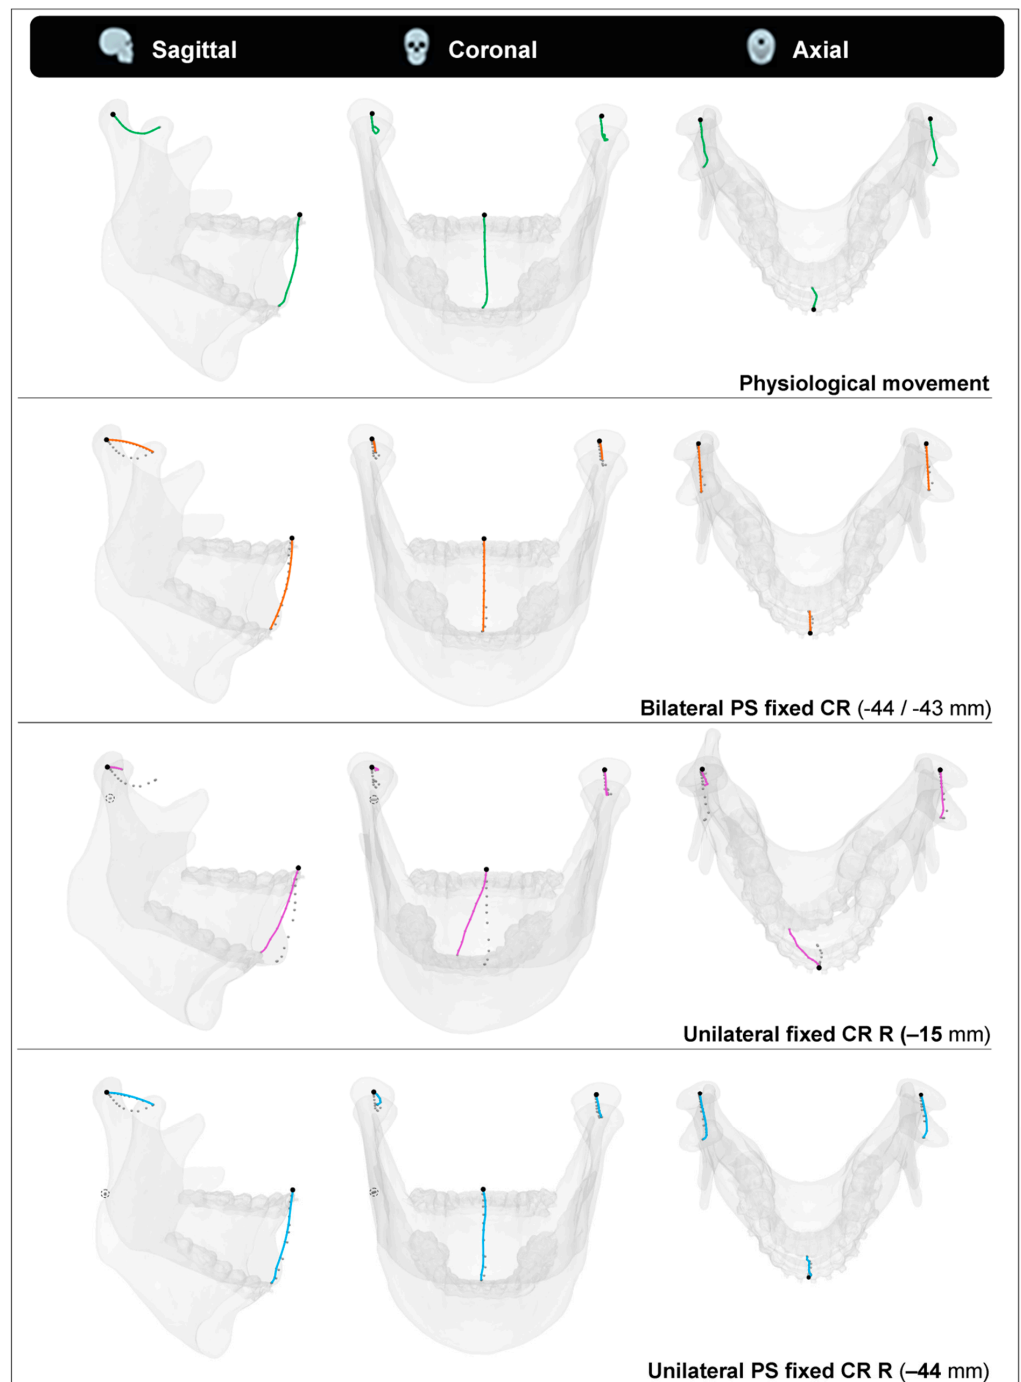 Sagittal Coronal Axial
Physiological movement
Bilateral PS fixed CR (-44 / -43 mm)
Unilateral fixed CR R (–15 mm)
Unilateral PS fixed CR R (–44 mm)